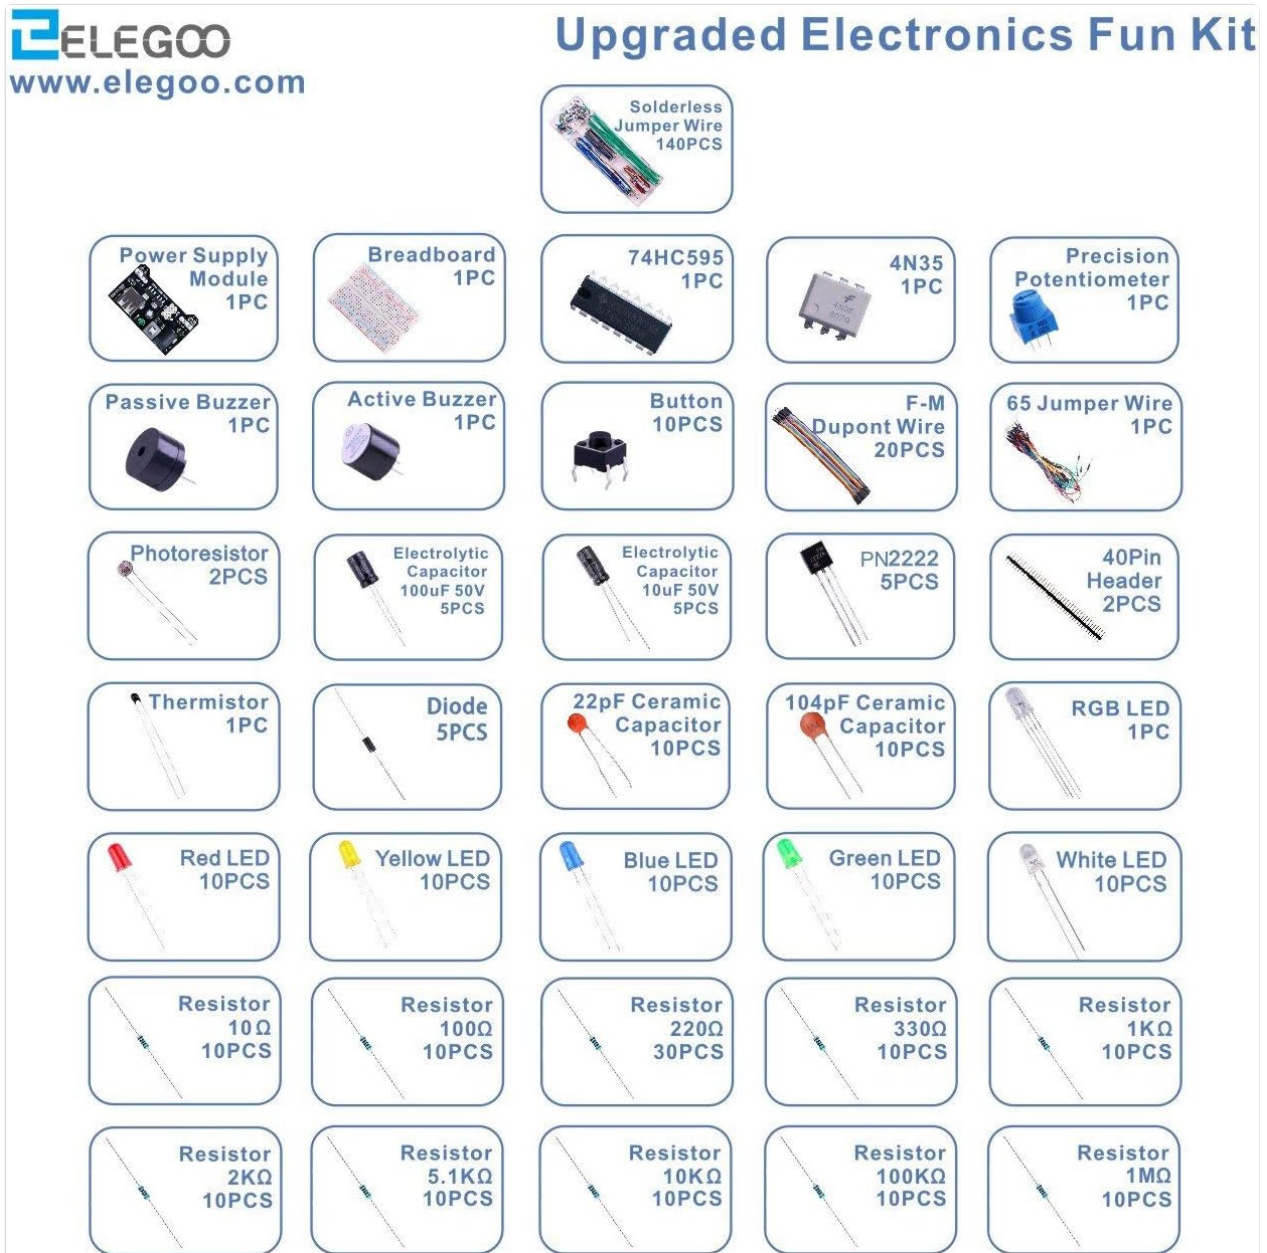 ELEGOO
www.elegoo.com
Upgraded Electronics Fun Kit
Solderless
Jumper Wire
140PCS
Power Supply
Module
1PC
Breadboard
1PC
74HC595
1PC
4N35
1PC
Precision
Potentiometer
1PC
Passive Buzzer
1PC
Active Buzzer
1PC
Button
10PCS
F-M
Dupont Wire
20PCS
65 Jumper Wire
1PC
Photoresistor
2PCS
Electrolytic
Capacitor
100uF 50V
5PCS
Electrolytic
Capacitor
10uF 50V
5PCS
PN2222
5PCS
40Pin
Header
2PCS
Thermistor
1PC
Diode
5PCS
22pF Ceramic
Capacitor
10PCS
104pF Ceramic
Capacitor
10PCS
RGB LED
1PC
Red LED
10PCS
Yellow LED
10PCS
Blue LED
10PCS
Green LED
10PCS
White LED
10PCS
Resistor
10Ω
10PCS
Resistor
100Ω
10PCS
Resistor
220Ω
30PCS
Resistor
330Ω
10PCS
Resistor
1KΩ
10PCS
Resistor
2KΩ
10PCS
Resistor
5.1KΩ
10PCS
Resistor
10KΩ
10PCS
Resistor
100KΩ
10PCS
Resistor
1MΩ
10PCS